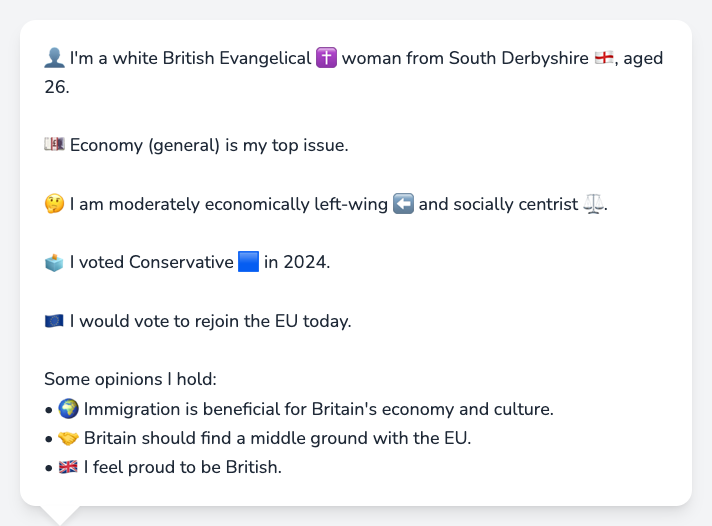 👤 I'm a white British Evangelical ✝️ woman from South Derbyshire 🏴󠁧󠁢󠁥󠁮󠁧󠁿, aged
26.
💷 Economy (general) is my top issue.
🤔 I am moderately economically left-wing ⬅️ and socially centrist ⚖️.
🗳️ I voted Conservative 🟦 in 2024.
🇪🇺 I would vote to rejoin the EU today.
Some opinions I hold:
• 🌍 Immigration is beneficial for Britain's economy and culture.
• 🤝 Britain should find a middle ground with the EU.
• 🇬🇧 I feel proud to be British.